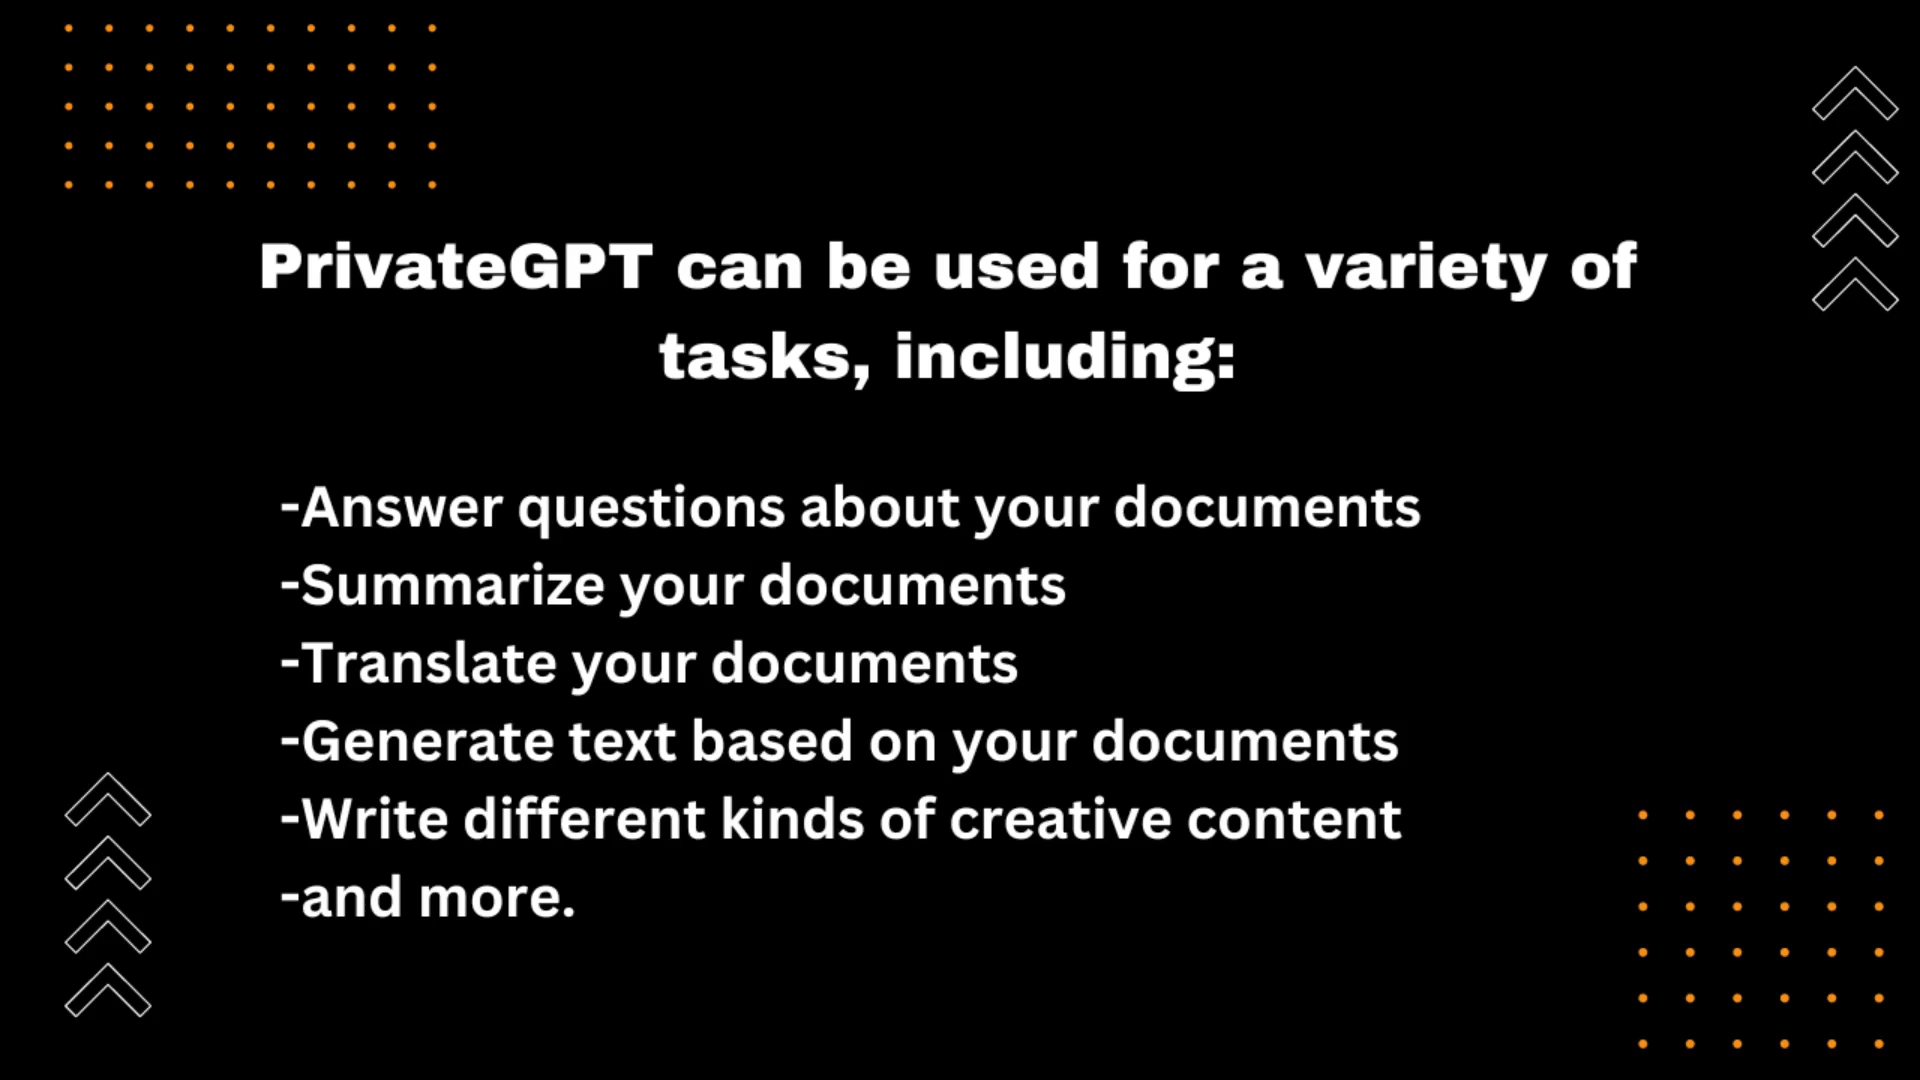 PrivateGPT can be used for a variety of
tasks, including:
-Answer questions about your documents
-Summarize your documents
-Translate your documents
-Generate text based on your documents
-Write different kinds of creative content
-and more.